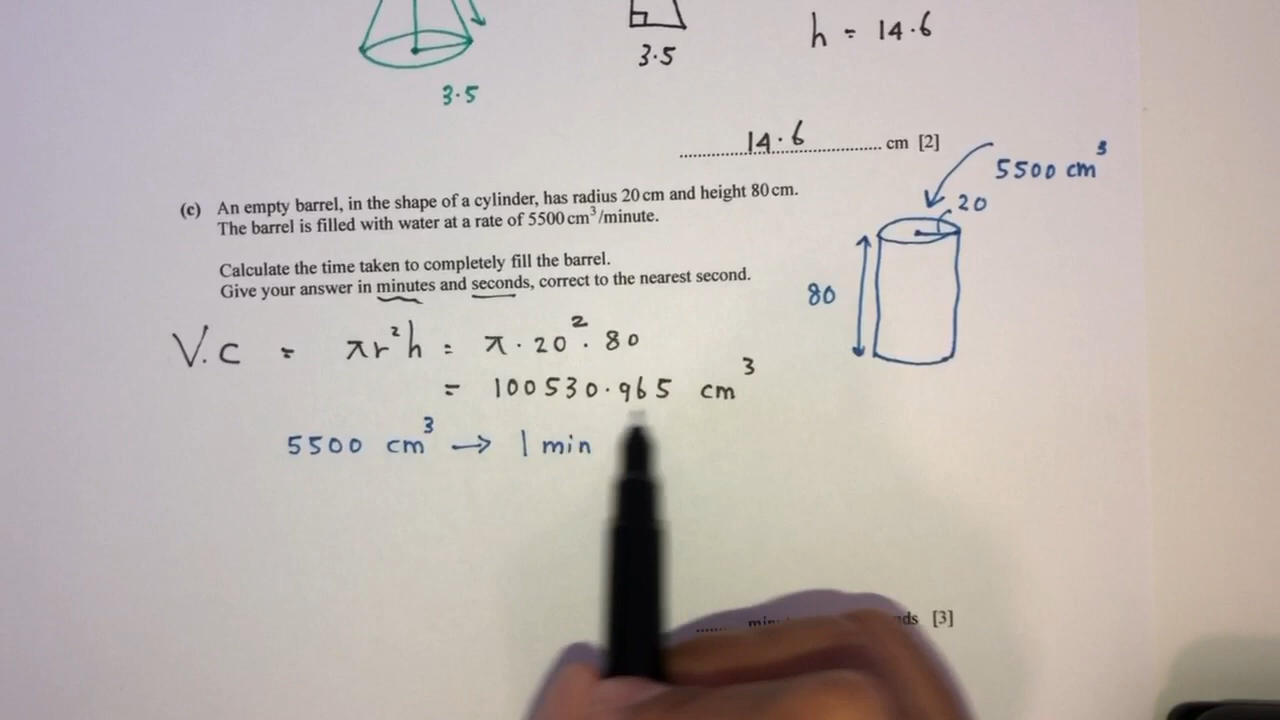 h = 14.6
3.5
3.5
14.6 cm [2]
5500 cm³
20
80
(c) An empty barrel, in the shape of a cylinder, has radius 20 cm and height 80 cm.
The barrel is filled with water at a rate of 5500 cm³/minute.
Calculate the time taken to completely fill the barrel.
Give your answer in minutes and seconds, correct to the nearest second.
V.C = πr²h = π · 20² · 80
= 100530.965 cm³
5500 cm³ → 1 min
[3]